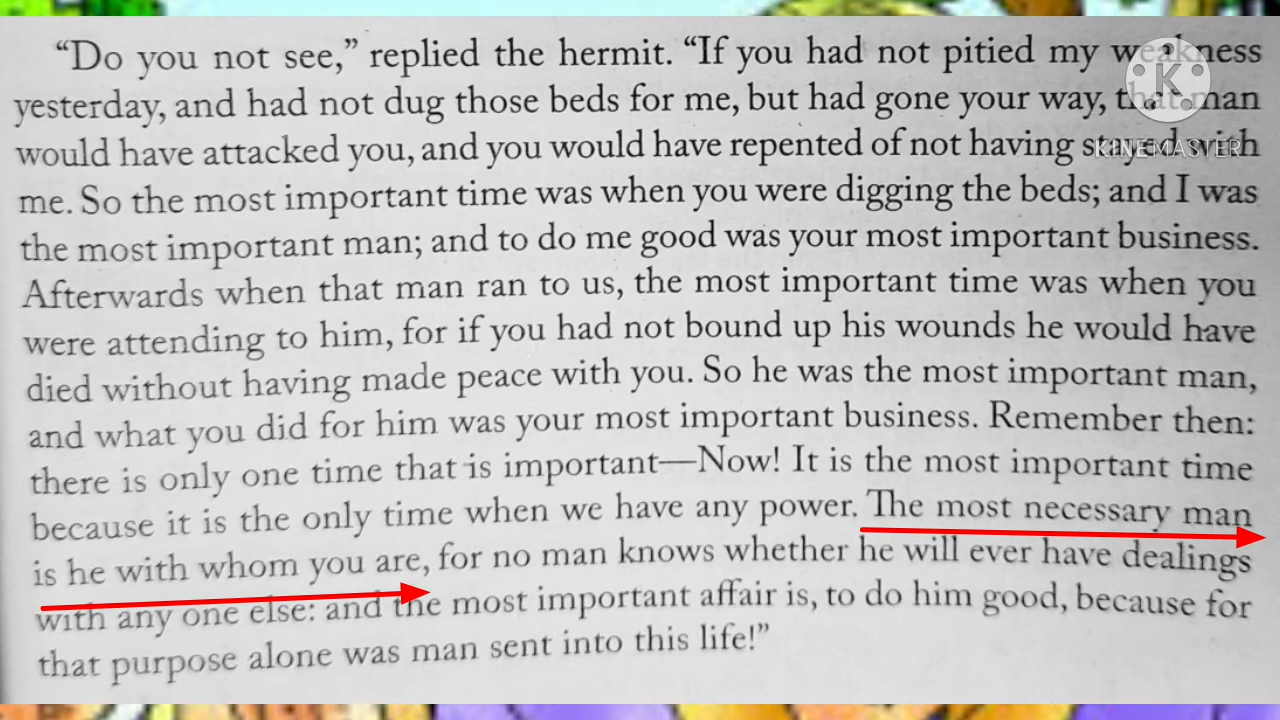 “Do you not see,” replied the hermit. “If you had not pitied my weakness
yesterday, and had not dug those beds for me, but had gone your way, that man
would have attacked you, and you would have repented of not having stayed with
me. So the most important time was when you were digging the beds; and I was
the most important man; and to do me good was your most important business.
Afterwards when that man ran to us, the most important time was when you
were attending to him, for if you had not bound up his wounds he would have
died without having made peace with you. So he was the most important man,
and what you did for him was your most important business. Remember then:
there is only one time that is important—Now! It is the most important time
because it is the only time when we have any power. The most necessary man
is he with whom you are, for no man knows whether he will ever have dealings
with any one else: and the most important affair is, to do him good, because for
that purpose alone was man sent into this life!”
K
KINEMASTER